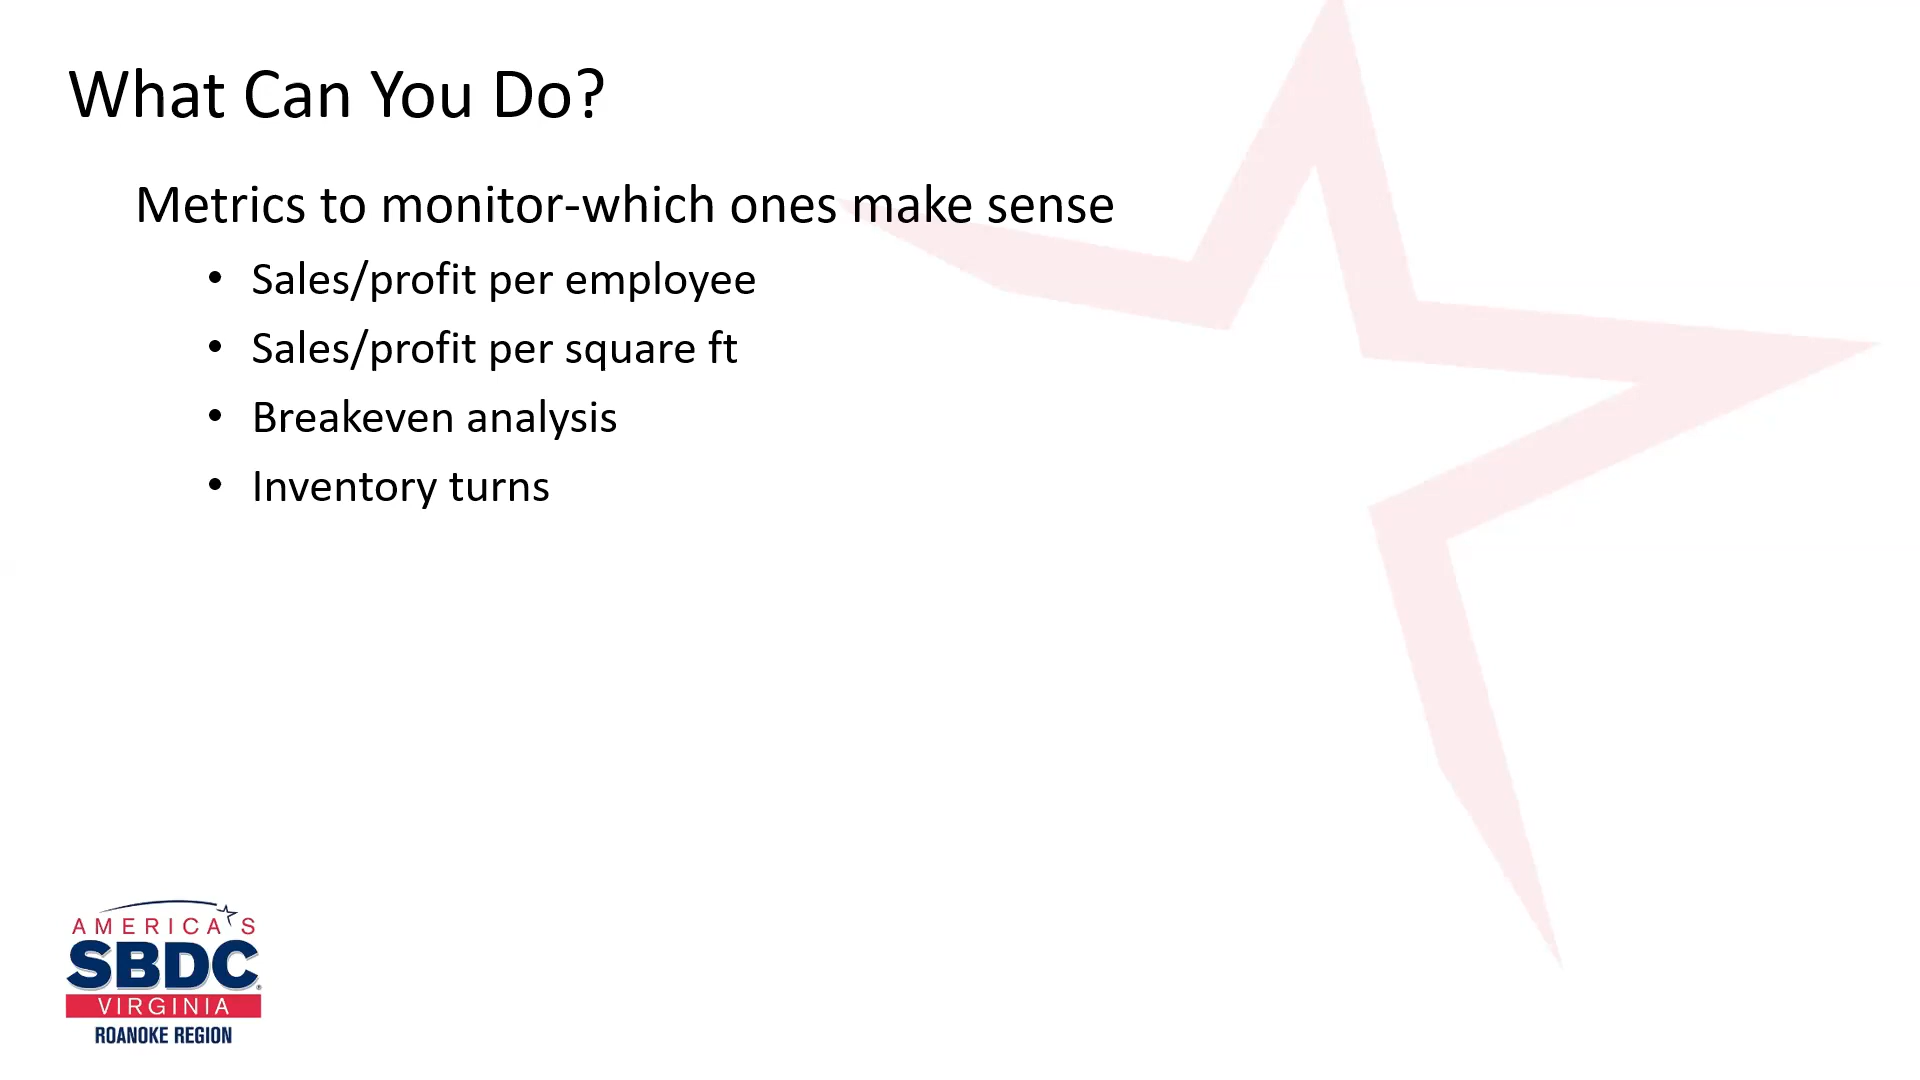 What Can You Do?
Metrics to monitor-which ones make sense
• Sales/profit per employee
• Sales/profit per square ft
• Breakeven analysis
• Inventory turns
AMERICA'S
SBDC®
VIRGINIA
ROANOKE REGION